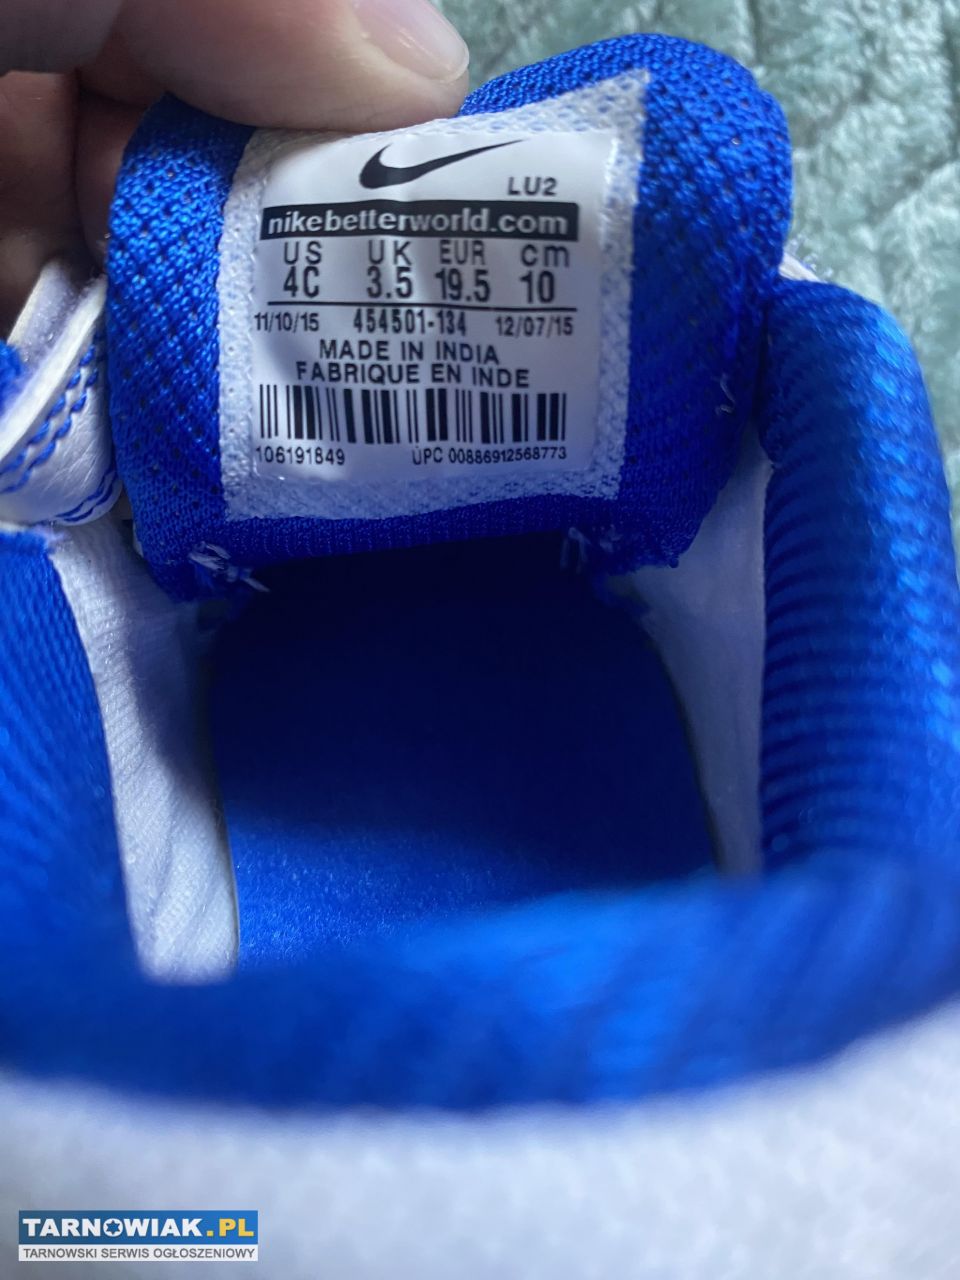 LU2
nikebetterworld.com
US UK EUR cm
4C 3.5 19.5 10
11/10/15 454501-134 12/07/15
MADE IN INDIA
FABRIQUE EN INDE
106191849 UPC 00886912568773
TARNOWIAK.PL
TARNOWSKI SERWIS OGŁOSZENIOWY